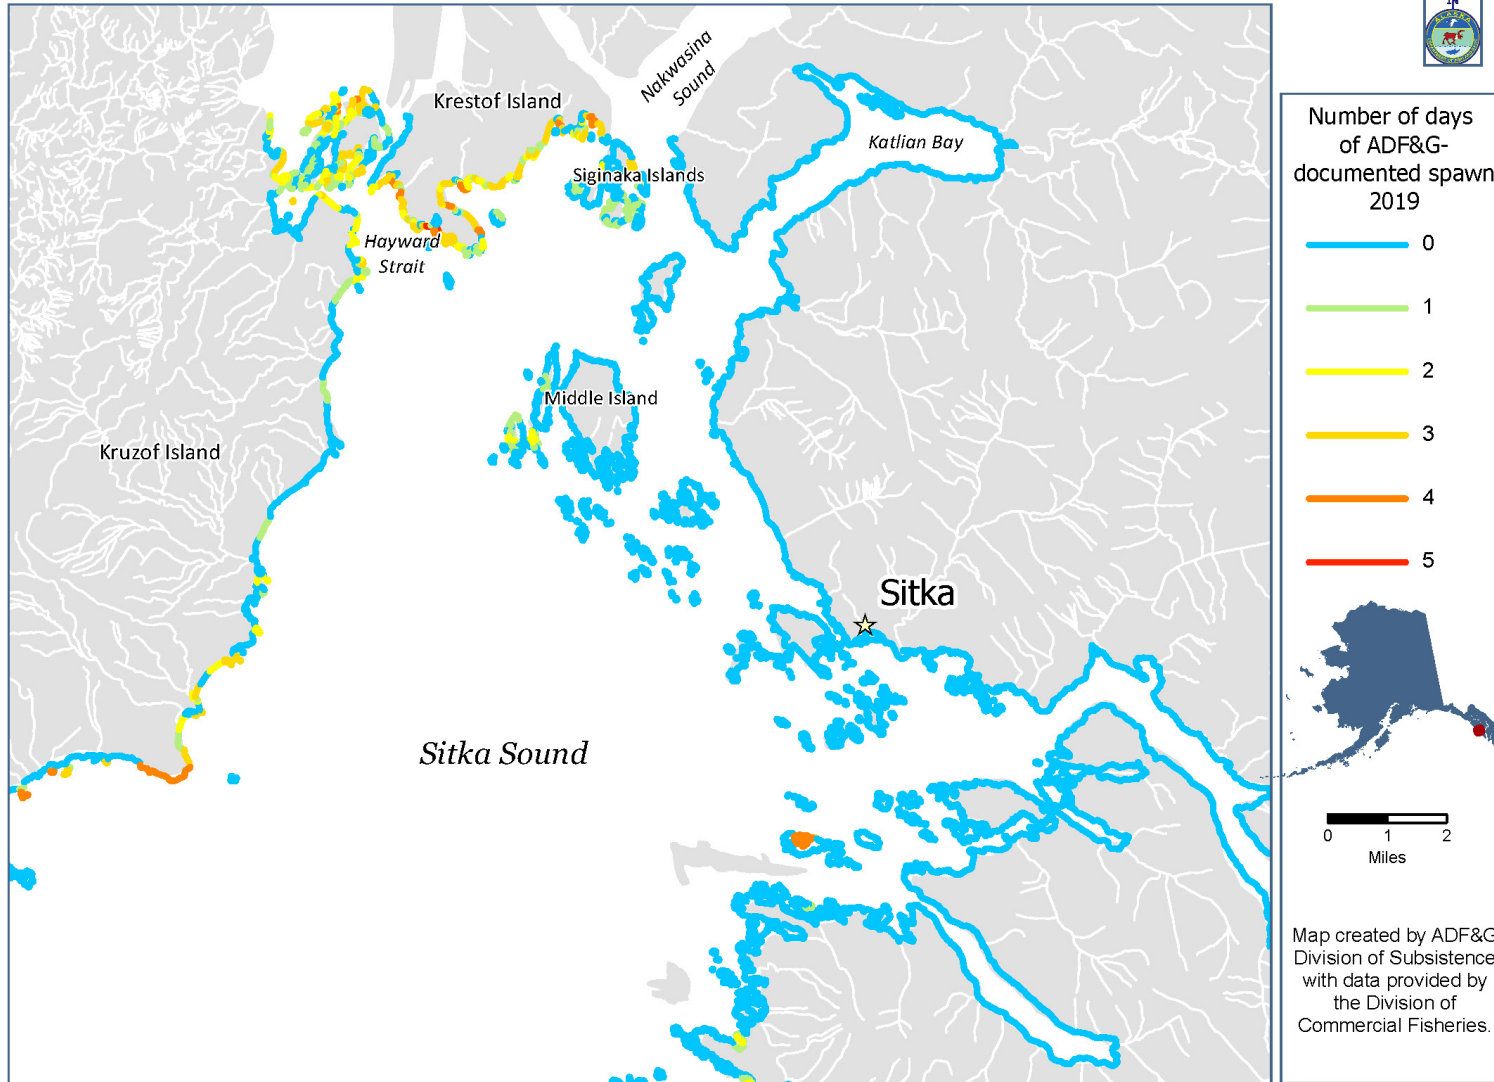 N
ALASKA
Krestof Island
Nakwasina
Sound
Katlian Bay
Siginaka Islands
Hayward
Strait
Middle Island
Kruzof Island
Sitka
Sitka Sound
Number of days
of ADF&G-
documented spawn
2019
0
1
2
3
4
5
0 1 2
Miles
Map created by ADF&G
Division of Subsistence
with data provided by
the Division of
Commercial Fisheries.